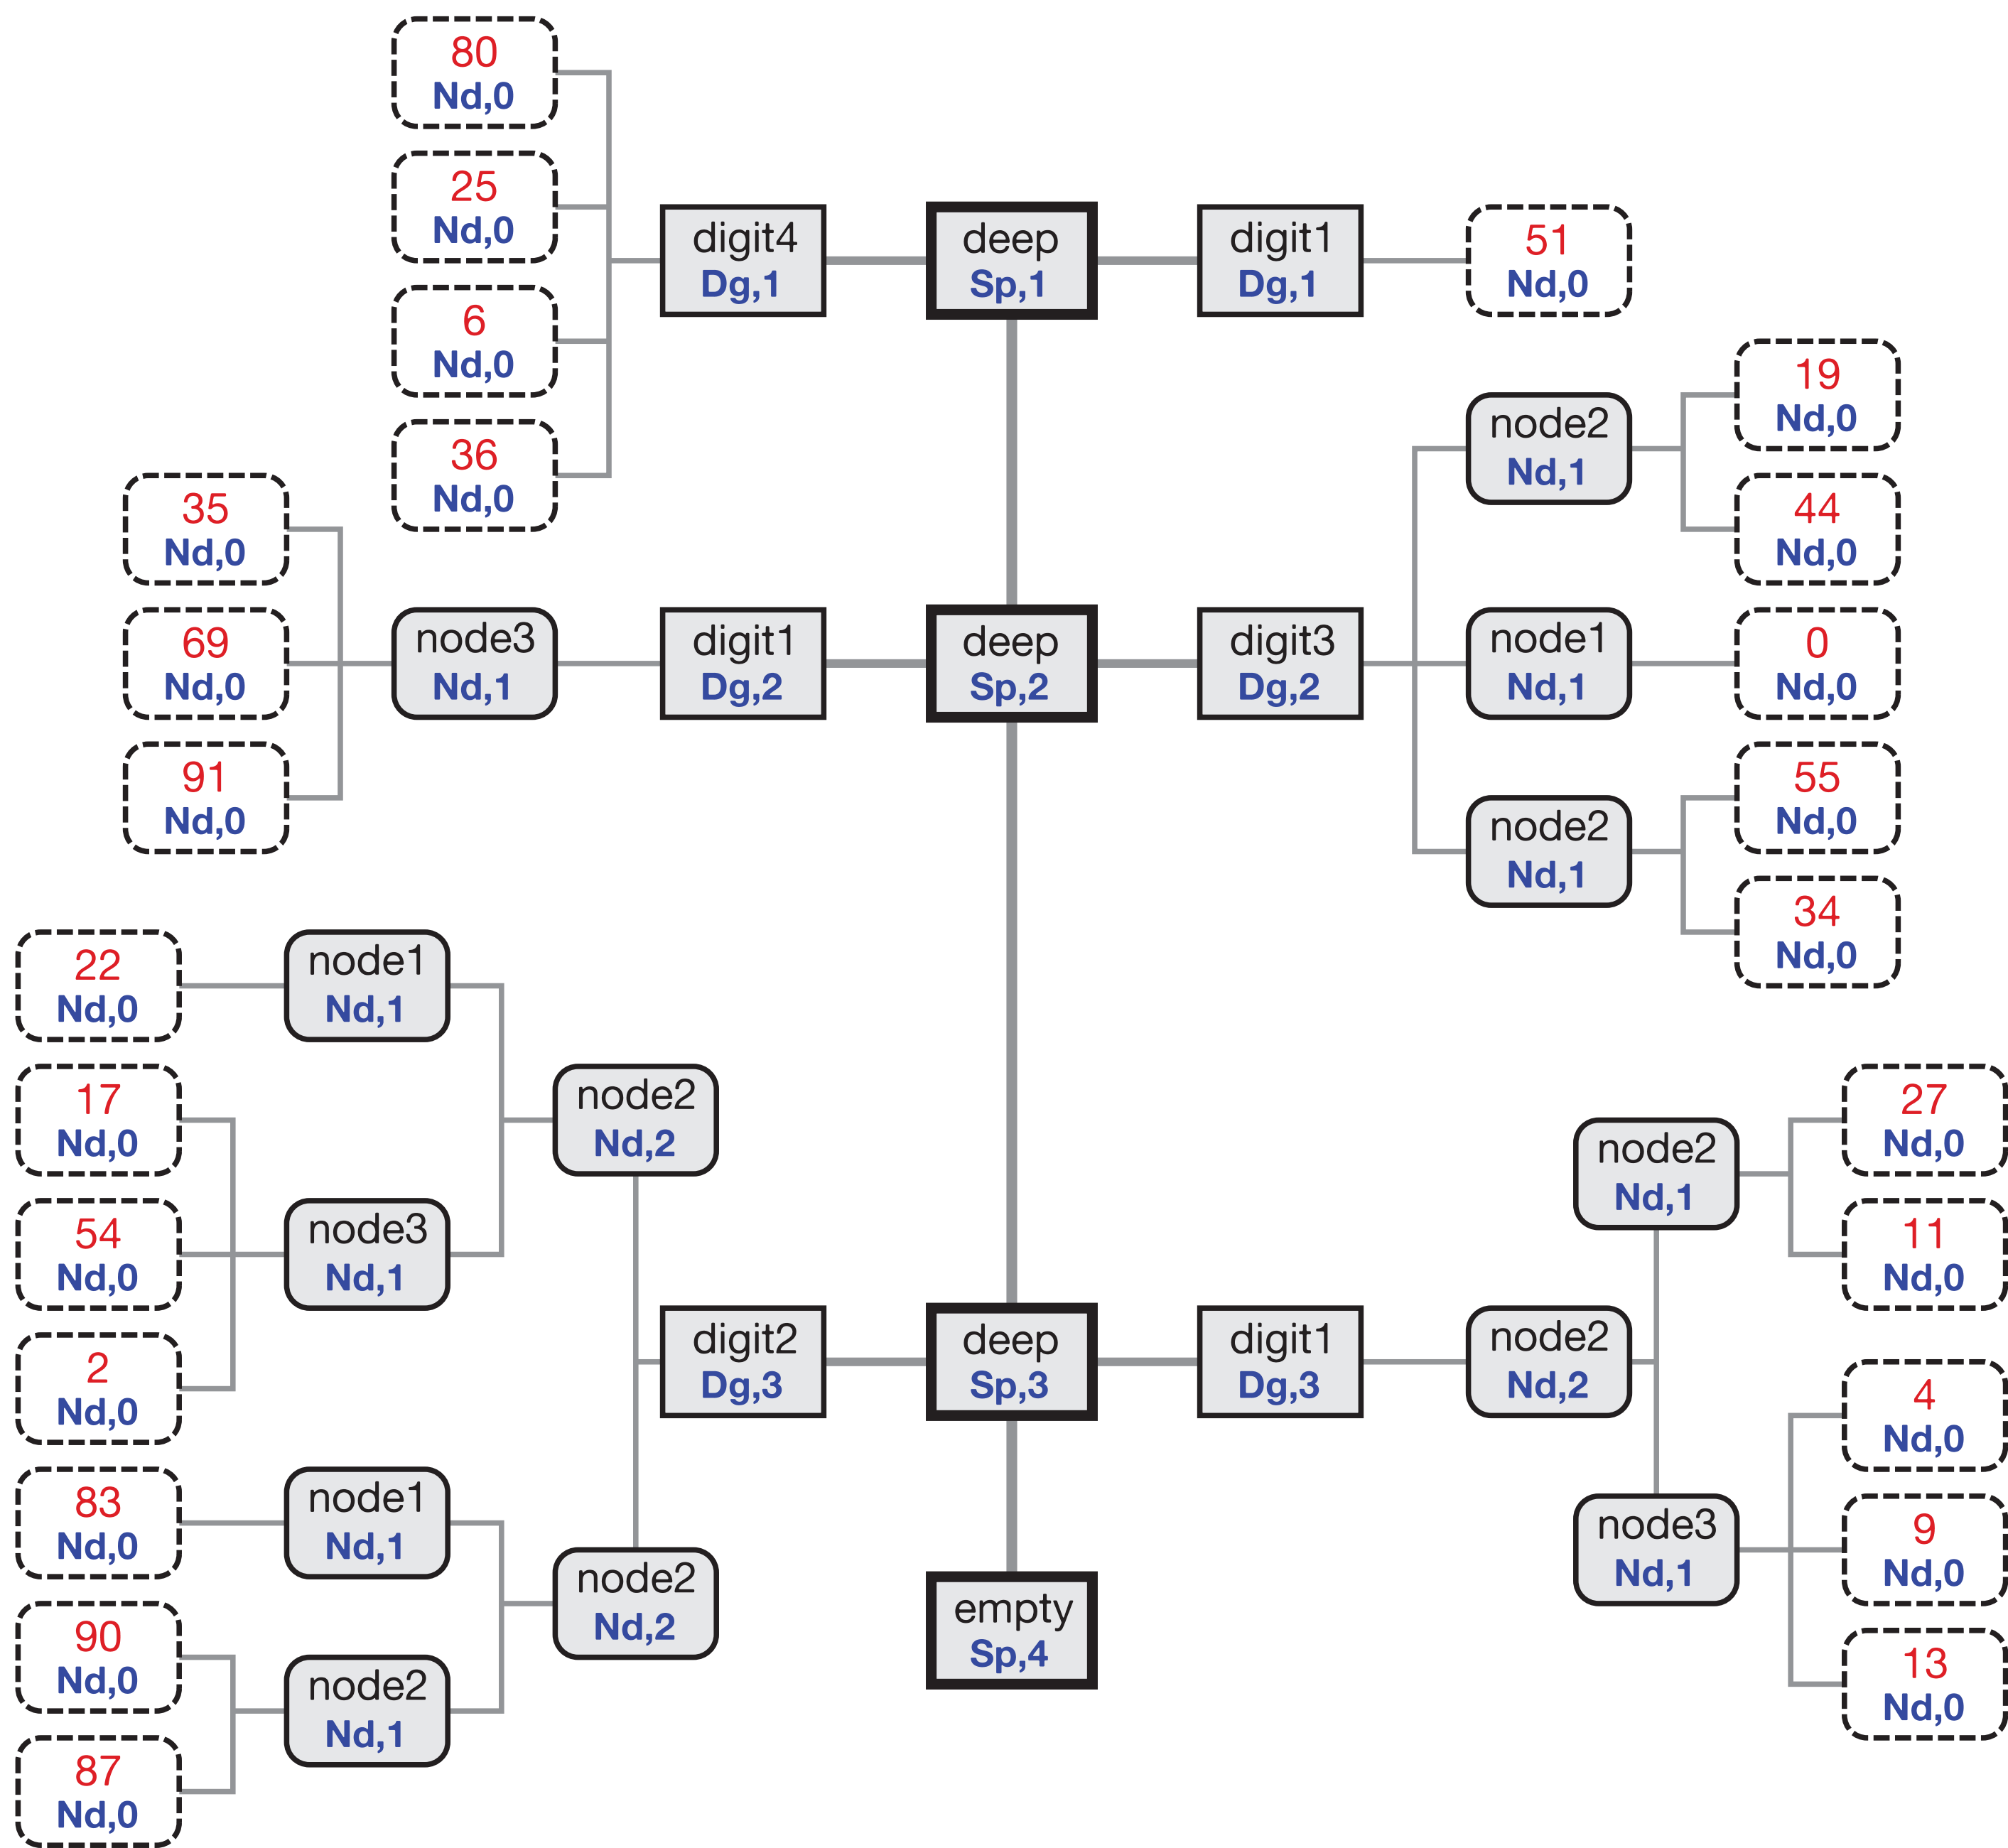 80
Nd,0
25
Nd,0
6
Nd,0
36
Nd,0
digit4
Dg,1
deep
Sp,1
digit1
Dg,1
51
Nd,0
35
Nd,0
69
Nd,0
91
Nd,0
node3
Nd,1
digit1
Dg,2
deep
Sp,2
digit3
Dg,2
node2
Nd,1
19
Nd,0
44
Nd,0
node1
Nd,1
0
Nd,0
node2
Nd,1
55
Nd,0
34
Nd,0
22
Nd,0
node1
Nd,1
17
Nd,0
54
Nd,0
2
Nd,0
node3
Nd,1
node2
Nd,2
83
Nd,0
node1
Nd,1
90
Nd,0
87
Nd,0
node2
Nd,1
node2
Nd,2
digit2
Dg,3
deep
Sp,3
digit1
Dg,3
node2
Nd,2
node2
Nd,1
27
Nd,0
11
Nd,0
node3
Nd,1
4
Nd,0
9
Nd,0
13
Nd,0
empty
Sp,4